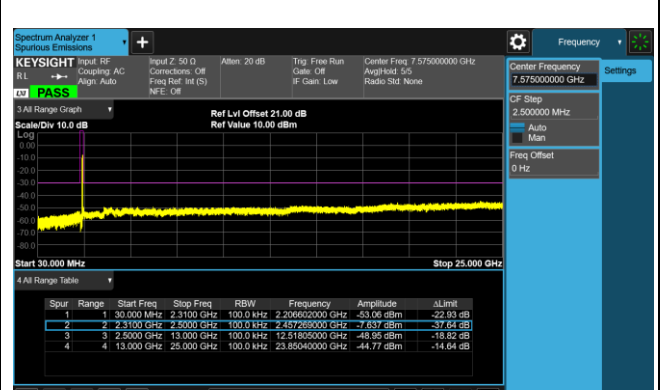 Spectrum Analyzer 1
Spurious Emissions
+
Frequency
KEYSIGHT Input: RF Input Z: 50 Ω Atten: 20 dB Trig: Free Run Center Freq: 7.575000000 GHz
RL Coupling: AC Corrections: Off Gate: Off Avg|Hold: 5/5
Align: Auto Freq Ref: Int (S) IF Gain: Low Radio Std: None
LXI PASS NFE: Off
Center Frequency
7.575000000 GHz
Settings
CF Step
2.500000 MHz
Auto
Man
Freq Offset
0 Hz
3 All Range Graph
Ref Lvl Offset 21.00 dB
Scale/Div 10.0 dB Ref Value 10.00 dBm
Log
0.00
-10.0
-20.0
-30.0
-40.0
-50.0
-60.0
-70.0
-80.0
Start 30.000 MHz Stop 25.000 GHz
4 All Range Table
Spur Range Start Freq Stop Freq RBW Frequency Amplitude ΔLimit
1 1 30.000 MHz 2.3100 GHz 100.0 kHz 2.206602000 GHz -53.06 dBm -22.93 dB
2 2 2.3100 GHz 2.5000 GHz 100.0 kHz 2.457269000 GHz -7.637 dBm -37.64 dB
3 3 2.5000 GHz 13.000 GHz 100.0 kHz 12.51805000 GHz -48.95 dBm -18.82 dB
4 4 13.000 GHz 25.000 GHz 100.0 kHz 23.85040000 GHz -44.77 dBm -14.64 dB